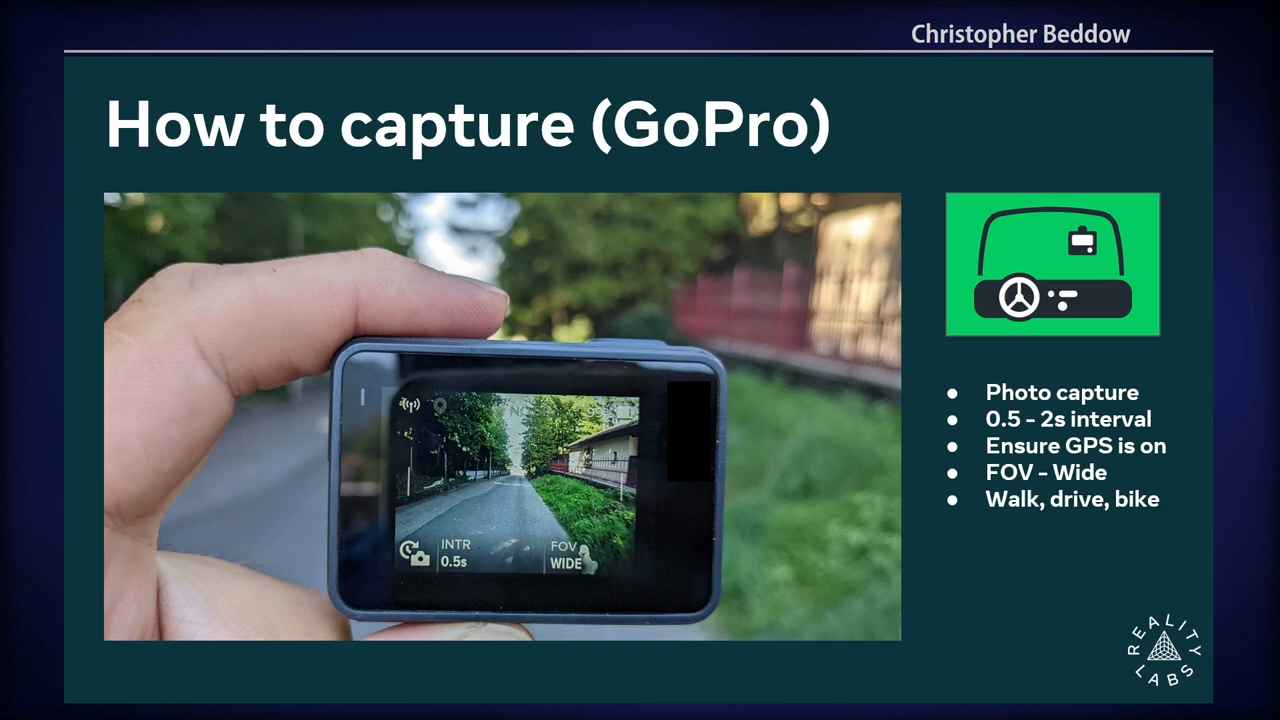 Christopher Beddow
How to capture (GoPro)
INTR
0.5s
FOV
WIDE
● Photo capture
● 0.5 - 2s interval
● Ensure GPS is on
● FOV - Wide
● Walk, drive, bike
REALITY LABS